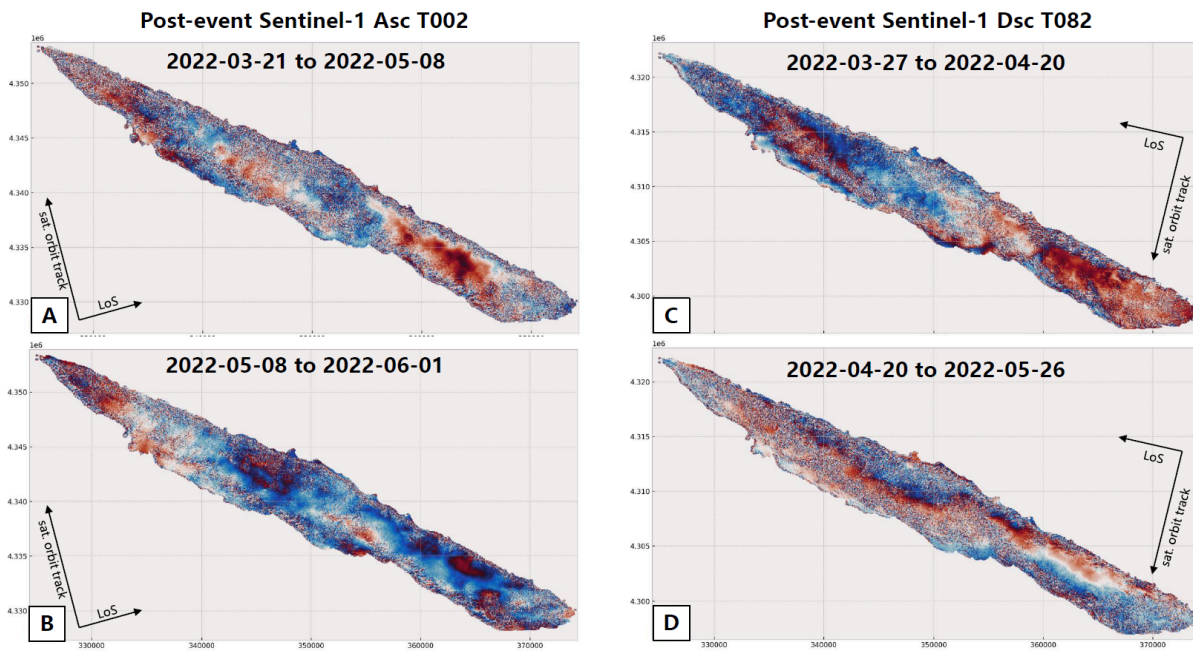 Post-event Sentinel-1 Asc T002
Post-event Sentinel-1 Dsc T082
1e6
2022-03-21 to 2022-05-08
4.350
4.345
4.340
4.335
4.330
sat. orbit track
LoS
A
1e6
2022-03-27 to 2022-04-20
4.320
4.315
4.310
4.305
4.300
LoS
sat. orbit track
C
330000
340000
350000
360000
370000
1e6
2022-05-08 to 2022-06-01
4.350
4.345
4.340
4.335
4.330
sat. orbit track
LoS
B
330000
340000
350000
360000
370000
1e6
2022-04-20 to 2022-05-26
4.320
4.315
4.310
4.305
4.300
LoS
sat. orbit track
D
330000
340000
350000
360000
370000